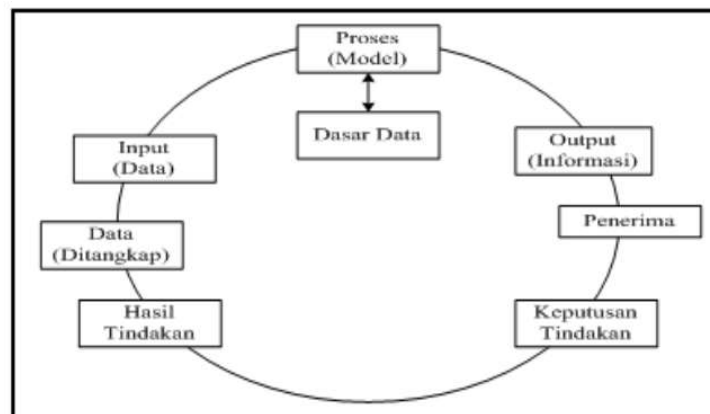 Proses
(Model)
Dasar Data
Input
(Data)
Output
(Informasi)
Data
(Ditangkap)
Penerima
Hasil
Tindakan
Keputusan
Tindakan